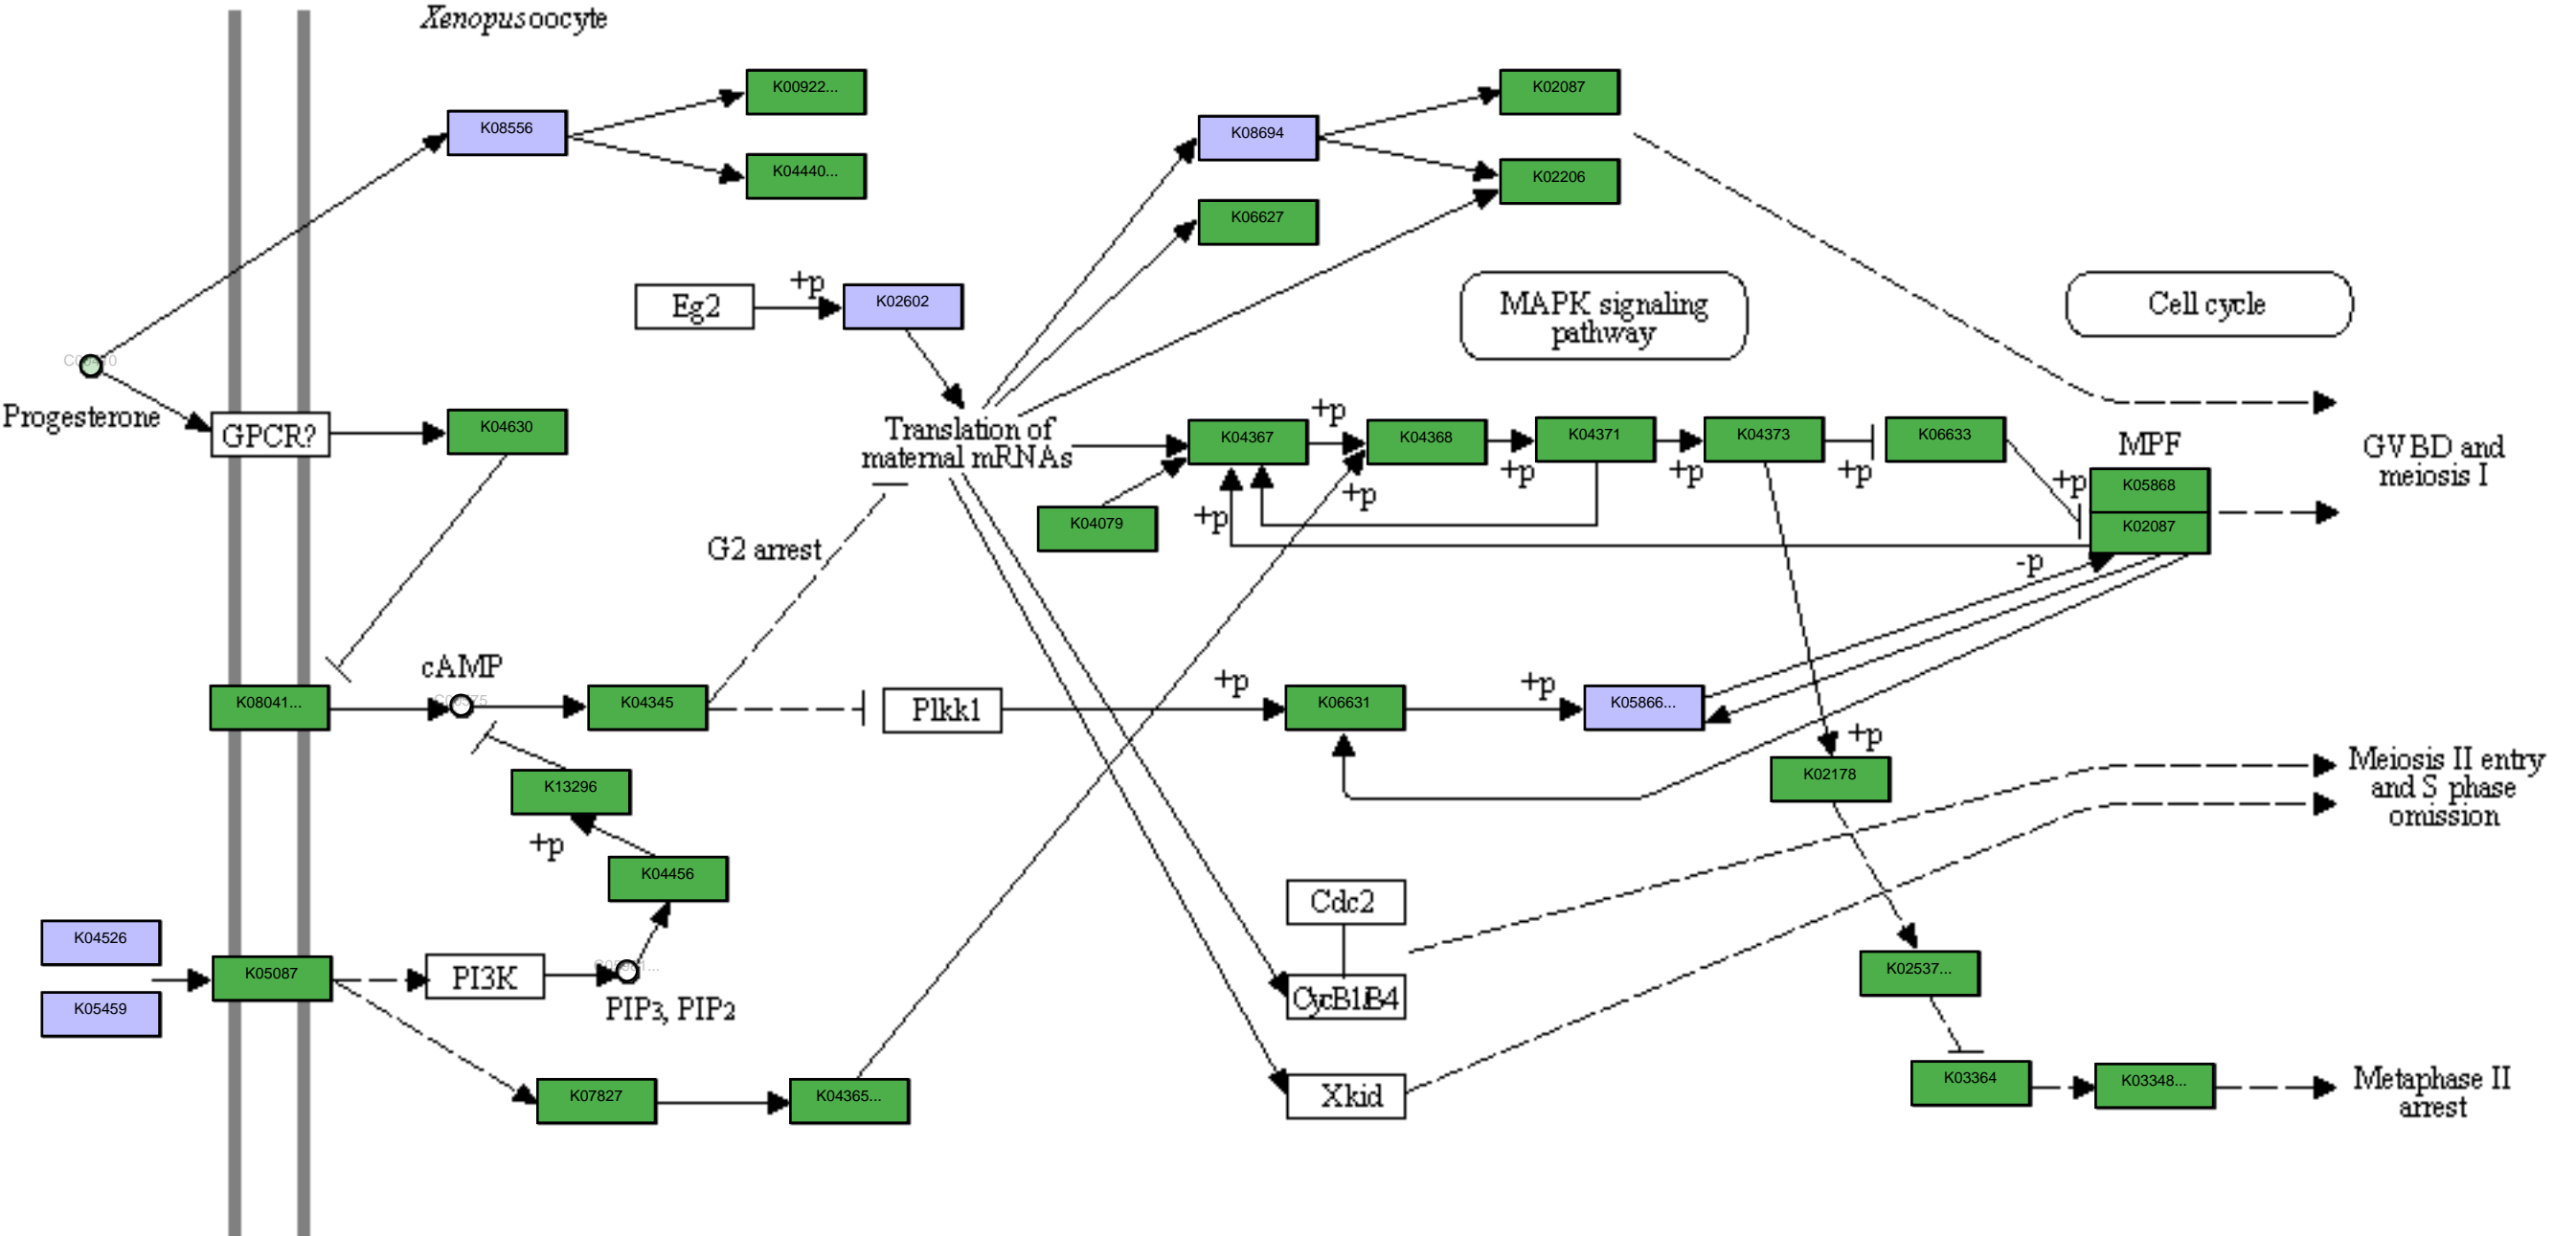 Xenopus oocyte
K00922...
K02087
K08556
K08694
K04440...
K02206
K06627
+p
Eg2
K02602
MAPK signaling
pathway
Cell cycle
Progesterone
GPCR?
K04630
Translation of
maternal mRNAs
K04367
+p
K04368
+p
K04371
+p
K04373
+p
K06633
+p
MPF
K05868
K02087
GVBD and
meiosis I
+p
+p
K04079
G2 arrest
-p
cAMP
K08041...
K04345
Plkk1
+p
K06631
+p
K05866...
+p
K02178
K13296
+p
K04456
Meiosis II entry
and S phase
omission
Cdc2
CycB1/B4
K04526
K05459
K05087
PI3K
PIP3, PIP2
K02537...
K07827
K04365...
Xkid
K03364
K03348...
Metaphase II
arrest